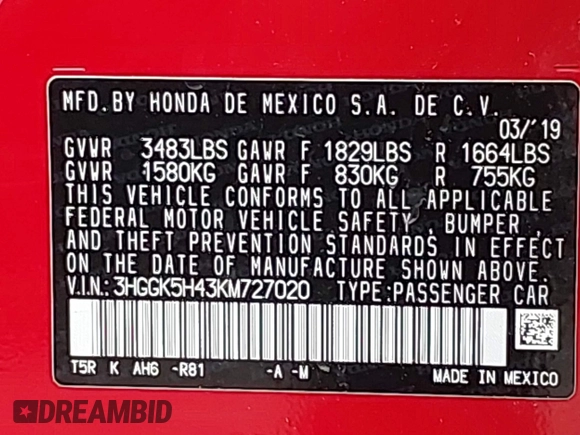 MFD. BY HONDA DE MEXICO S.A. DE C.V.
03/'19
GVWR 3483LBS GAWR F 1829LBS R 1664LBS
GVWR 1580KG GAWR F 830KG R 755KG
THIS VEHICLE CONFORMS TO ALL APPLICABLE
FEDERAL MOTOR VEHICLE SAFETY, BUMPER,
AND THEFT PREVENTION STANDARDS IN EFFECT
ON THE DATE OF MANUFACTURE SHOWN ABOVE.
V.I.N.: 3HGGK5H43KM727020 TYPE: PASSENGER CAR
T5R K AH6 -R81 -A -M
MADE IN MEXICO
DREAMBID